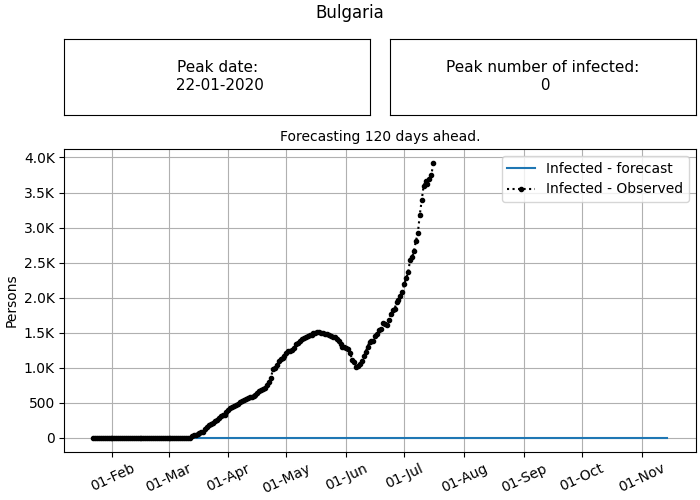 Bulgaria
Peak date:
22-01-2020
Peak number of infected:
0
Forecasting 120 days ahead.
4.0K
3.5K
3.0K
2.5K
2.0K
1.5K
1.0K
500
0
Persons
Infected - forecast
Infected - Observed
01-Feb
01-Mar
01-Apr
01-May
01-Jun
01-Jul
01-Aug
01-Sep
01-Oct
01-Nov